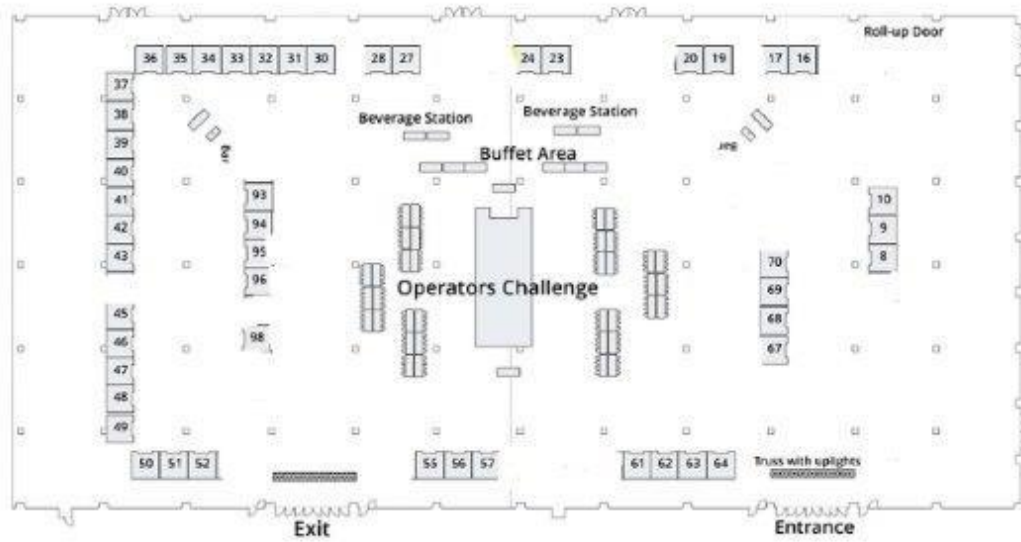 Roll-up Door
36 35 34 33 32 31 30 28 27 24 23 20 19 17 16
37
38
39
40
41
42
43
45
46
47
48
49
Beverage Station
Beverage Station
Bar
Bar
Buffet Area
93
94
95
96
98
10
9
8
70
69
68
67
Operators Challenge
50 51 52 55 56 57 61 62 63 64
Truss with uplights
Exit
Entrance